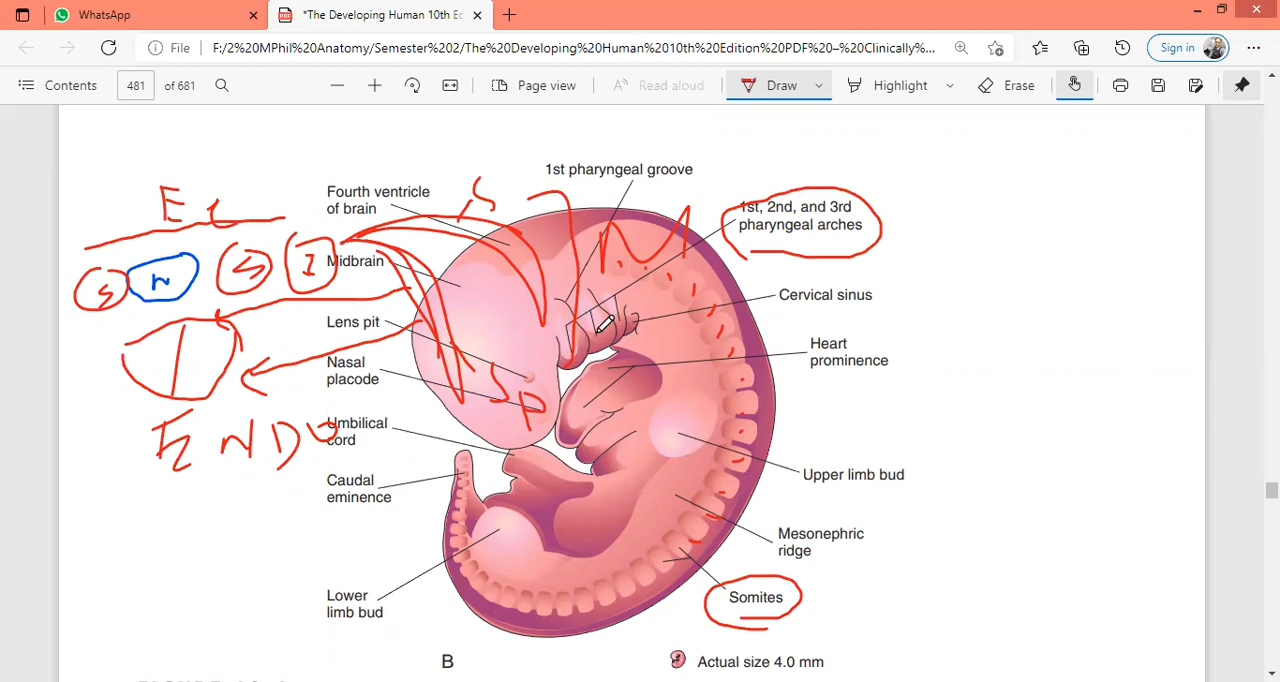 WhatsApp
*The Developing Human 10th Ed
File
F:/2%20MPhil%20Anatomy/Semester%202/The%20Developing%20Human%2010th%20Edition%20PDF%20–%20Clinically%...
Sign in
Contents
481
of 681
Page view
Read aloud
Draw
Highlight
Erase
1st pharyngeal groove
Fourth ventricle
of brain
1st, 2nd, and 3rd
pharyngeal arches
Midbrain
Cervical sinus
Lens pit
Heart
prominence
Nasal
placode
Umbilical
cord
Upper limb bud
Caudal
eminence
Mesonephric
ridge
Somites
Lower
limb bud
B
Actual size 4.0 mm
S
N
S
I